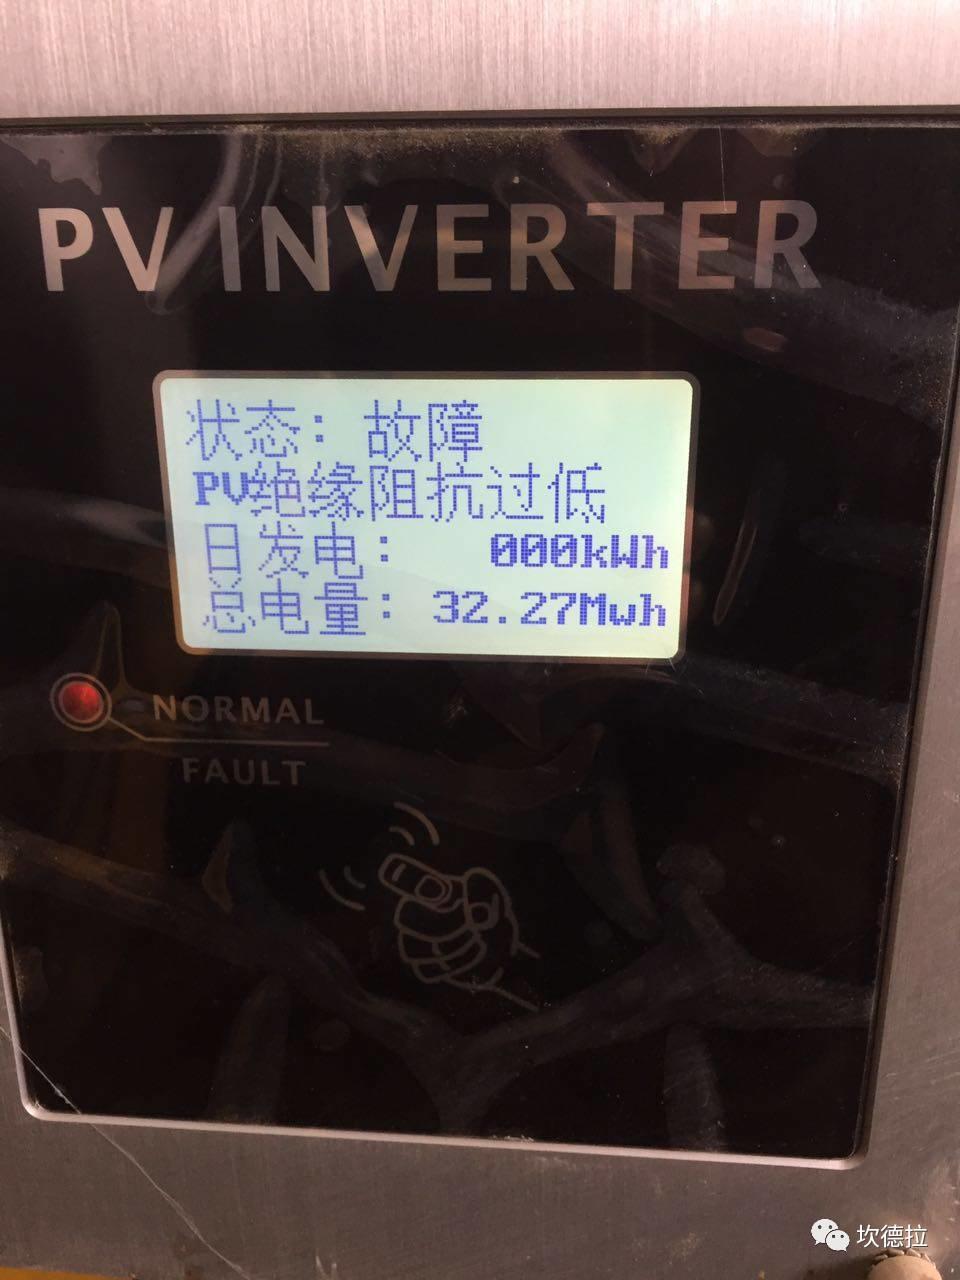 PV INVERTER
状态：故障
PV绝缘阻抗过低
日发电：  000kWh
总电量：32.27Mwh
NORMAL
FAULT
坎德拉